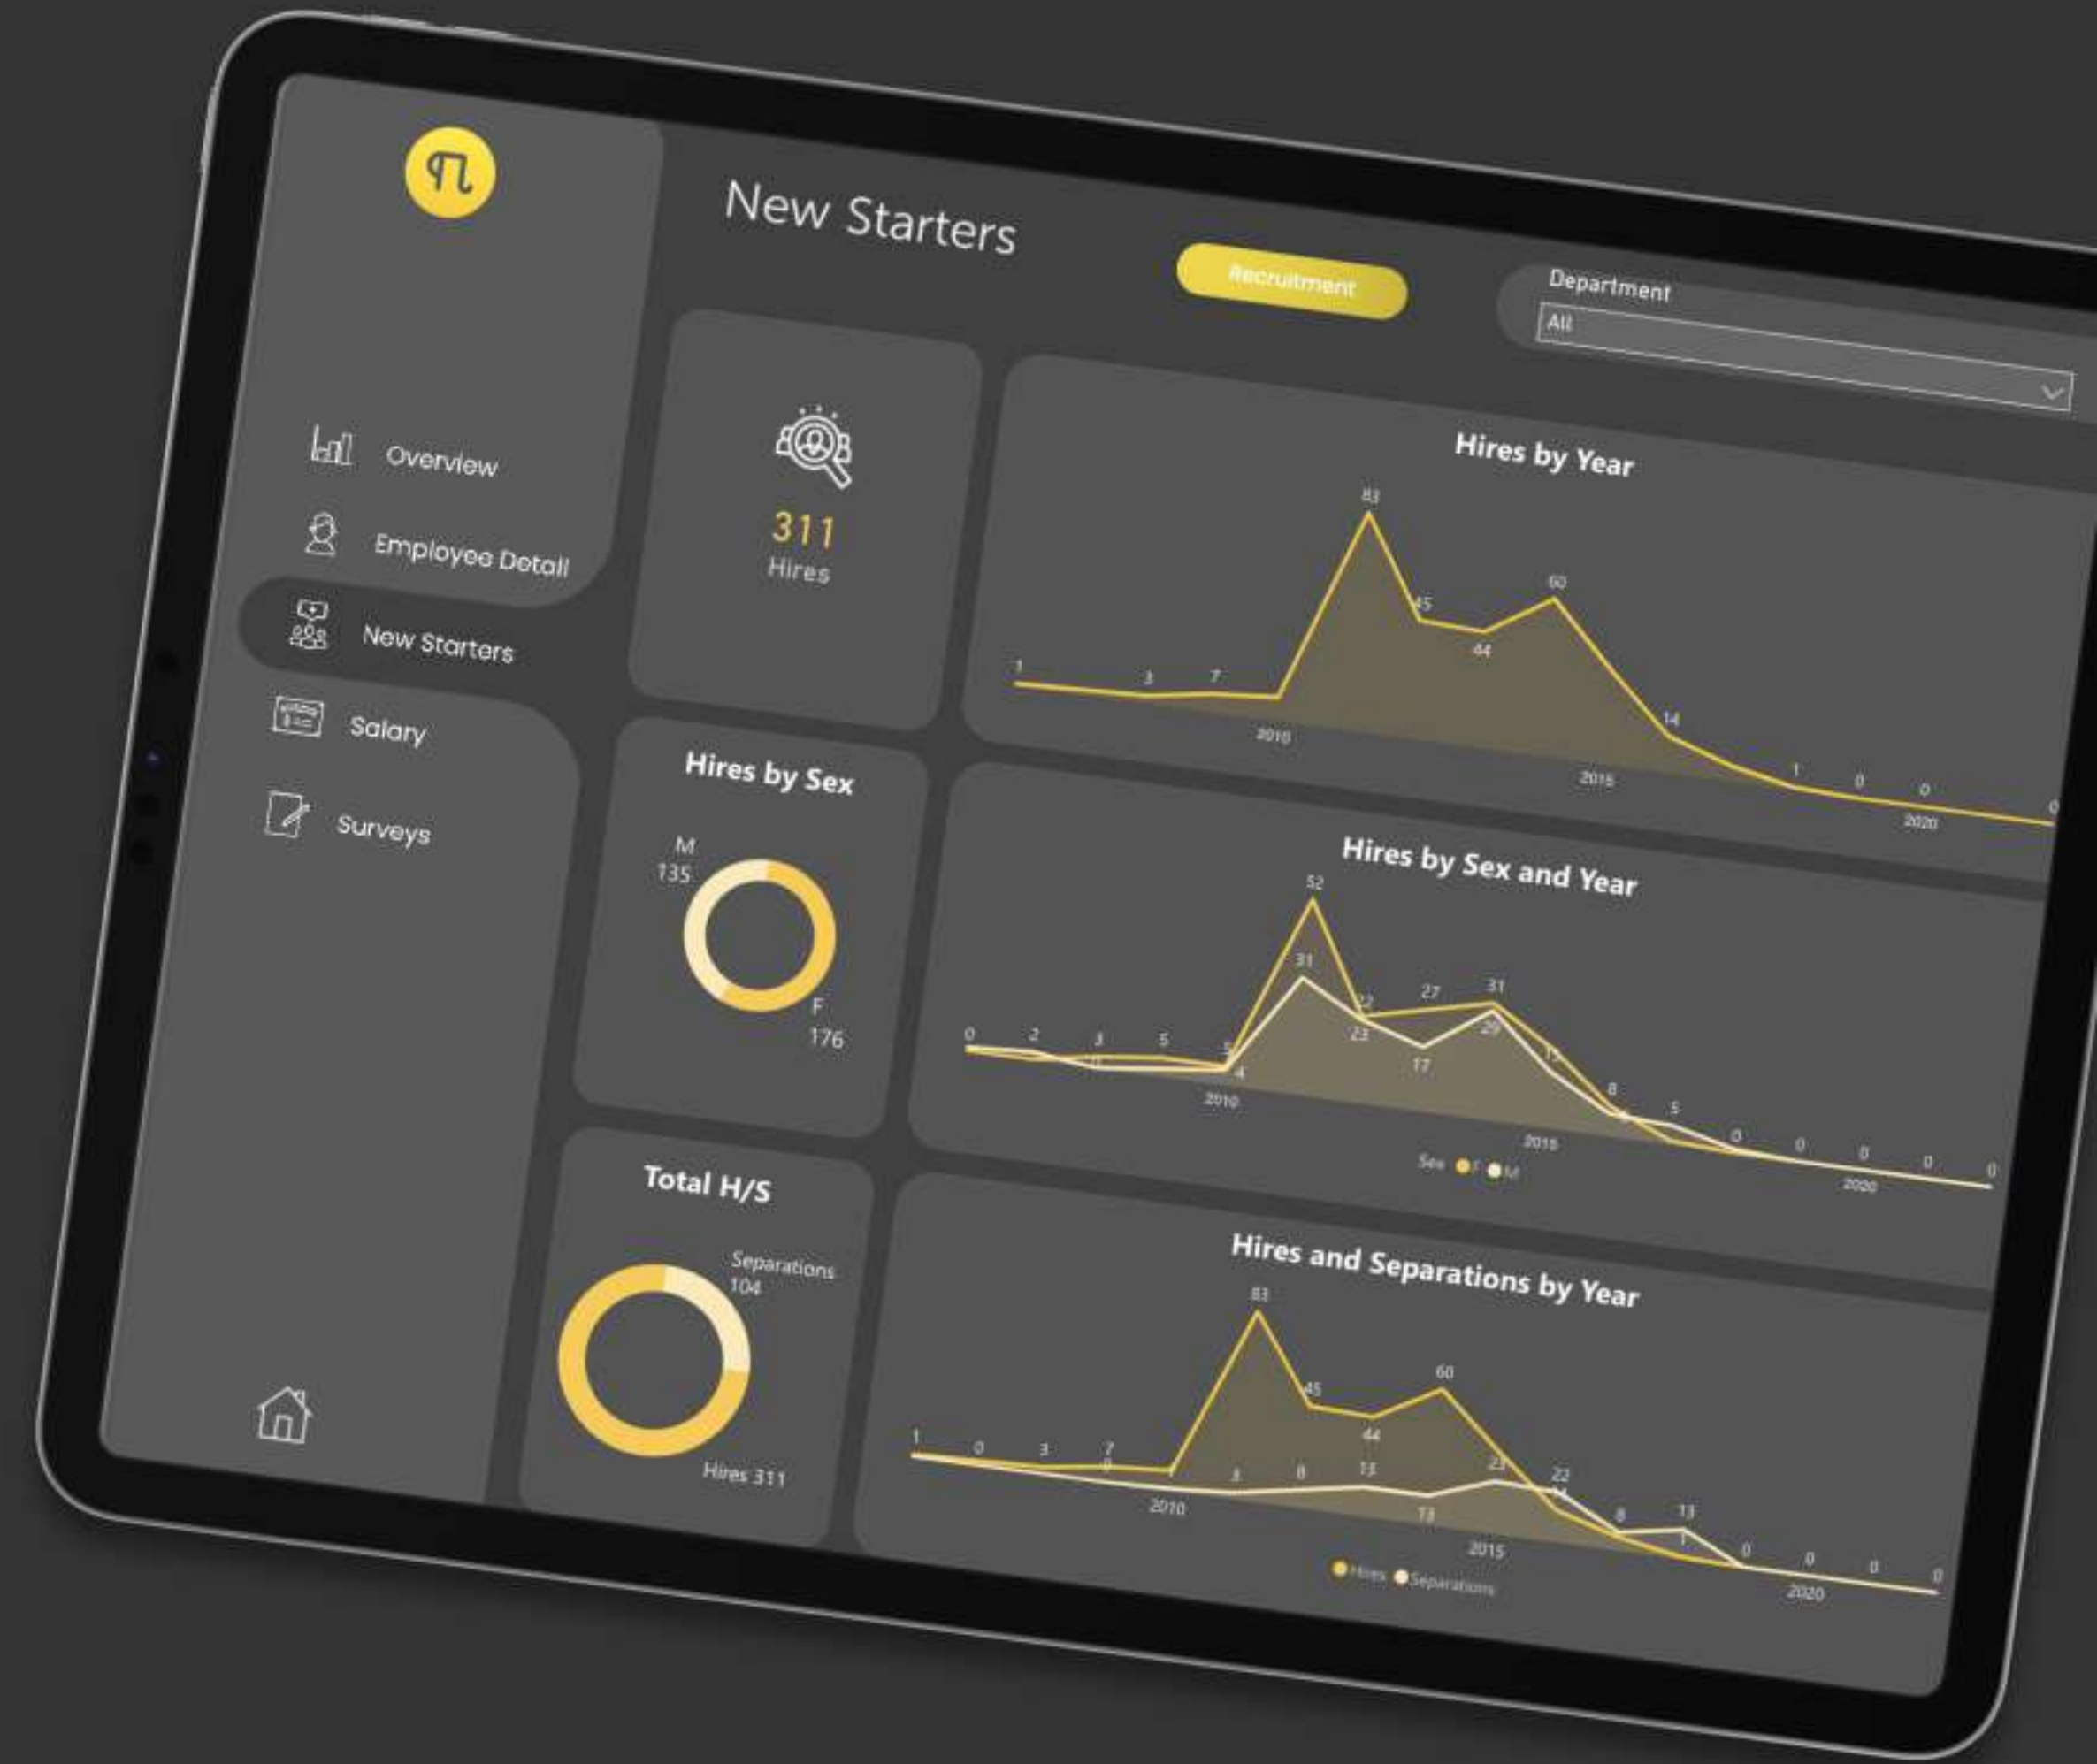 New Starters
Recruitment
Department
All
Overview
Employee Detail
New Starters
Salary
Surveys
311
Hires
Hires by Year
1
3
7
83
45
44
60
14
1
0
0
0
2010
2015
2020
Hires by Sex
M
135
F
176
Hires by Sex and Year
0
2
3
5
52
31
22
23
27
17
31
29
8
5
0
0
0
0
0
4
2010
2015
2020
F
M
Total H/S
Separations
104
Hires 311
Hires and Separations by Year
1
0
3
7
83
45
44
60
3
8
13
13
22
8
13
1
0
0
0
0
2010
2015
2020
Hires
Separations